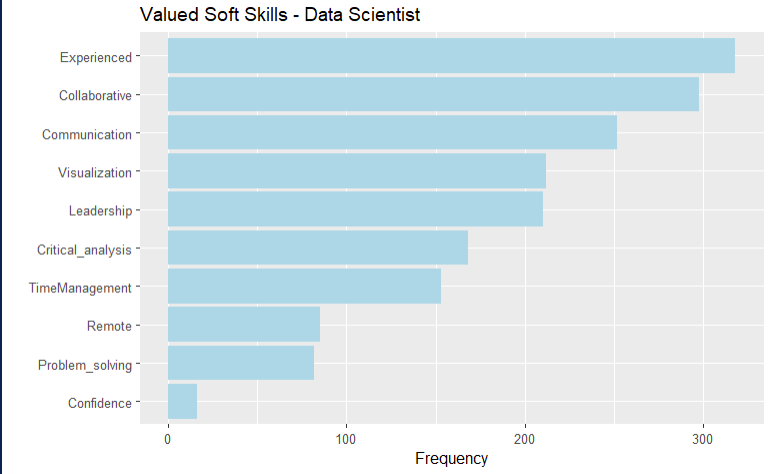 Valued Soft Skills - Data Scientist
Experienced
Collaborative
Communication
Visualization
Leadership
Critical_analysis
TimeManagement
Remote
Problem_solving
Confidence
0 100 200 300
Frequency